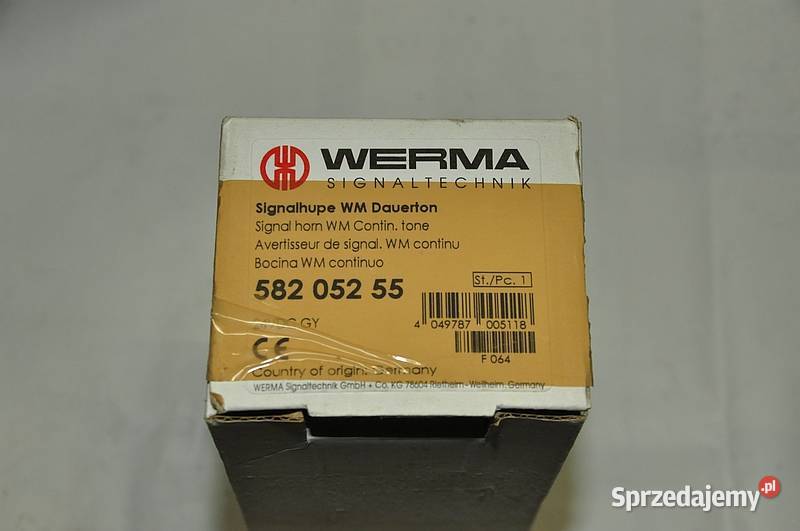 WERMA
SIGNALTECHNIK
Signalhupe WM Dauerton
Signal horn WM Contin. tone
Avertisseur de signal. WM continu
Bocina WM continuo
582 052 55
St./Pc. 1
GY
4 049787 005118
CE
F 064
Country of origin: Germany
WERMA Signaltechnik GmbH + Co. KG 78604 Rietheim - Weilheim, Germany
Sprzedajemy.pl